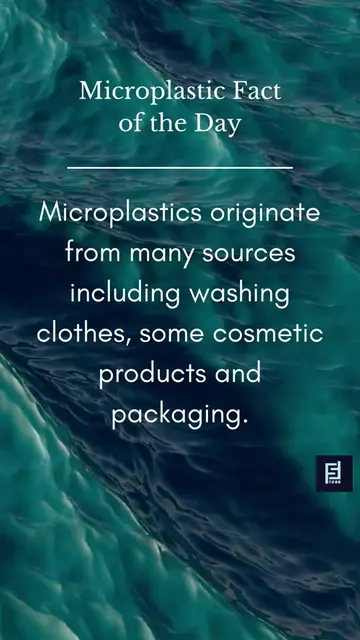 Microplastic Fact
of the Day
Microplastics originate
from many sources
including washing
clothes, some cosmetic
products and
packaging.